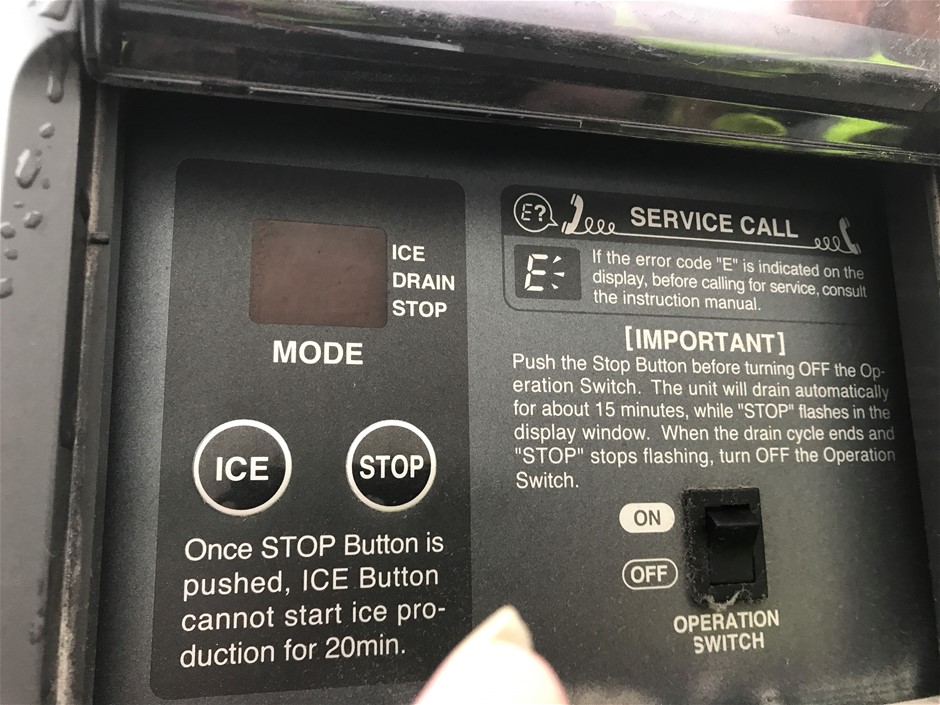 ICE
DRAIN
STOP
MODE
ICE
STOP
Once STOP Button is
pushed, ICE Button
cannot start ice pro-
duction for 20min.
E?
SERVICE CALL
E
If the error code "E" is indicated on the
display, before calling for service, consult
the instruction manual.
[IMPORTANT]
Push the Stop Button before turning OFF the Op-
eration Switch. The unit will drain automatically
for about 15 minutes, while "STOP" flashes in the
display window. When the drain cycle ends and
"STOP" stops flashing, turn OFF the Operation
Switch.
ON
OFF
OPERATION
SWITCH